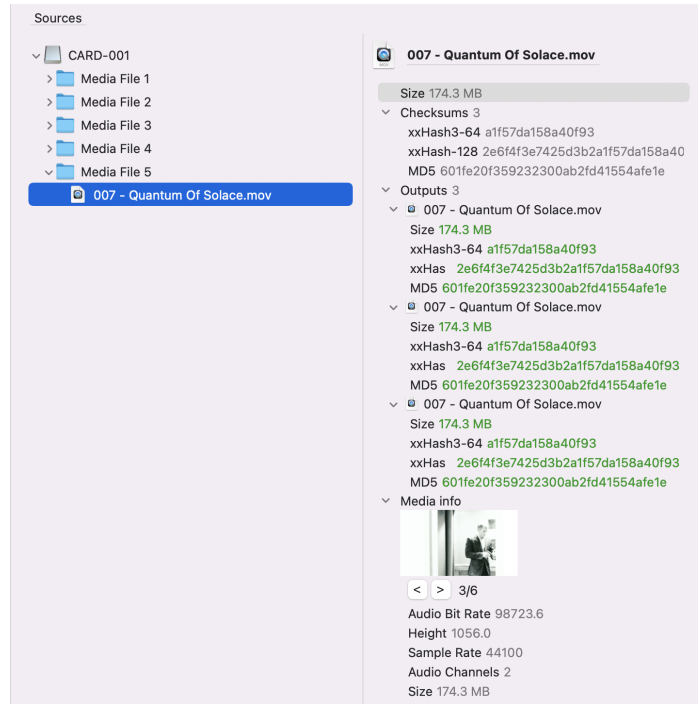 Sources
CARD-001
Media File 1
Media File 2
Media File 3
Media File 4
Media File 5
007 - Quantum Of Solace.mov
007 - Quantum Of Solace.mov
Size 174.3 MB
Checksums 3
xxHash3-64 a1f57da158a40f93
xxHash-128 2e6f4f3e7425d3b2a1f57da158a40
MD5 601fe20f359232300ab2fd41554afe1e
Outputs 3
007 - Quantum Of Solace.mov
Size 174.3 MB
xxHash3-64 a1f57da158a40f93
xxHas 2e6f4f3e7425d3b2a1f57da158a40f93
MD5 601fe20f359232300ab2fd41554afe1e
007 - Quantum Of Solace.mov
Size 174.3 MB
xxHash3-64 a1f57da158a40f93
xxHas 2e6f4f3e7425d3b2a1f57da158a40f93
MD5 601fe20f359232300ab2fd41554afe1e
007 - Quantum Of Solace.mov
Size 174.3 MB
xxHash3-64 a1f57da158a40f93
xxHas 2e6f4f3e7425d3b2a1f57da158a40f93
MD5 601fe20f359232300ab2fd41554afe1e
Media info
< > 3/6
Audio Bit Rate 98723.6
Height 1056.0
Sample Rate 44100
Audio Channels 2
Size 174.3 MB